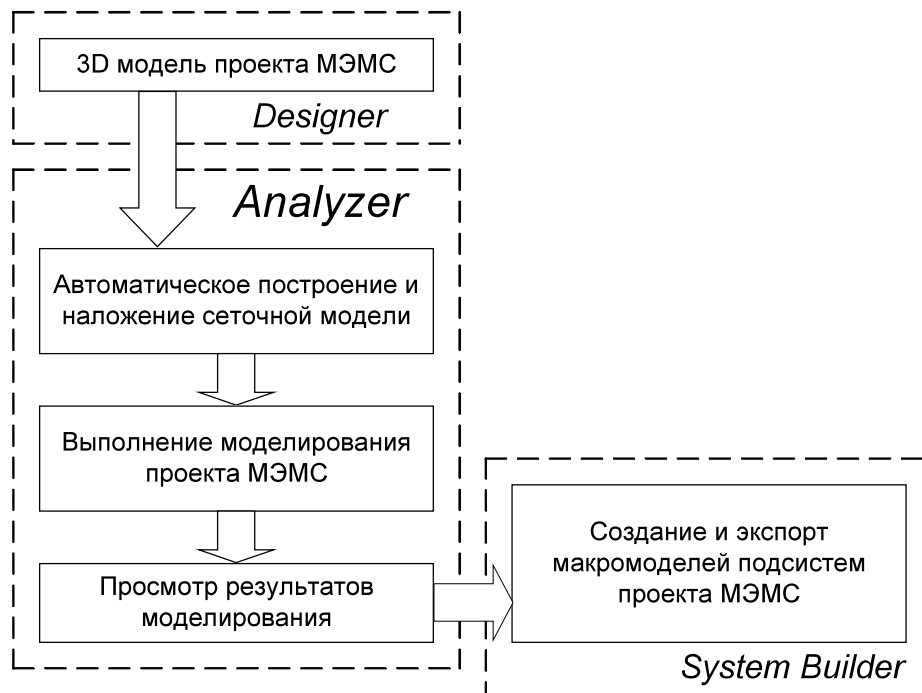 3D модель проекта МЭМС
Designer
Analyzer
Автоматическое построение и
наложение сеточной модели
Выполнение моделирования
проекта МЭМС
Просмотр результатов
моделирования
Создание и экспорт
макромоделей подсистем
проекта МЭМС
System Builder